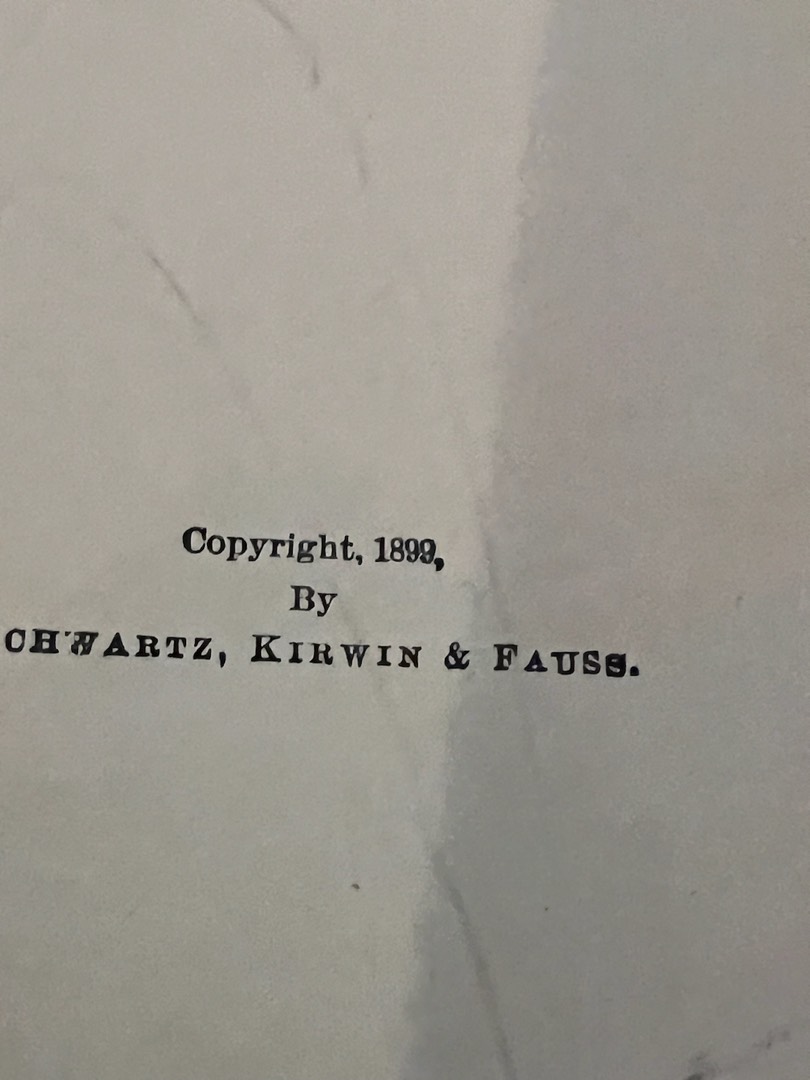 Copyright, 1899,
By
CHWARTZ, KIRWIN & FAUSS.